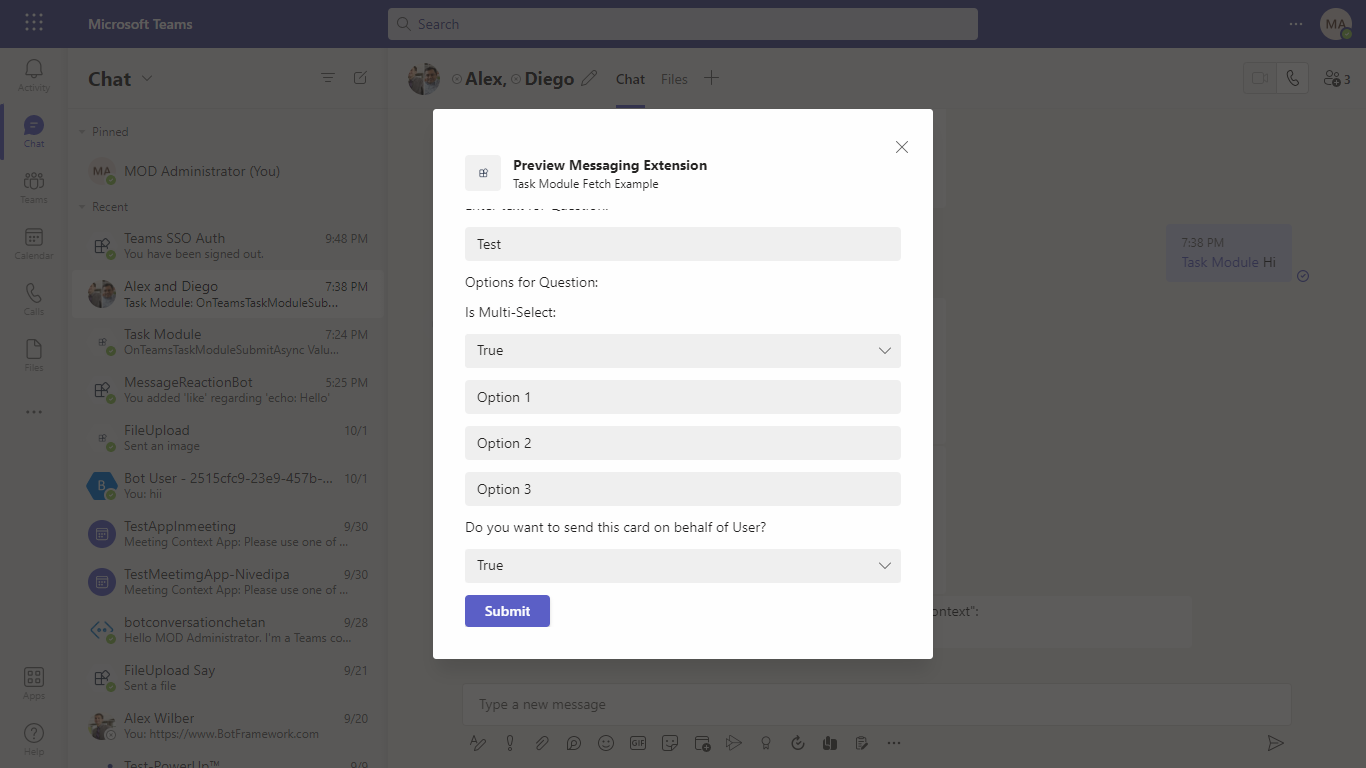 Microsoft Teams
Search
MA
Activity
Chat
Teams
Calendar
Calls
Files
Apps
Help
Chat
Pinned
MA
MOD Administrator (You)
Recent
Teams SSO Auth 9:48 PM
You have been signed out.
Alex and Diego 7:38 PM
Task Module: OnTeamsTaskModuleSub...
Task Module 7:24 PM
OnTeamsTaskModuleSubmitAsync Valu...
MessageReactionBot 5:25 PM
You added 'like' regarding 'echo: Hello'
FileUpload 10/1
Sent an image
B
Bot User - 2515cfc9-23e9-457b-... 10/1
You: hii
TestAppInmeeting 9/30
Meeting Context App: Please use one of ...
TestMeetimgApp-Nivedipa 9/30
Meeting Context App: Please use one of ...
botconversationchetan 9/28
Hello MOD Administrator. I'm a Teams co...
FileUpload Say 9/21
Sent a file
Alex Wilber 9/20
You: https://www.BotFramework.com
Test-PowerUp™ 9/9
Alex, Diego
Chat Files
3
7:38 PM
Task Module Hi
Preview Messaging Extension
Task Module Fetch Example
Enter text for Question:
Test
Options for Question:
Is Multi-Select:
True
Option 1
Option 2
Option 3
Do you want to send this card on behalf of User?
True
Submit
ontext":
Type a new message
GIF